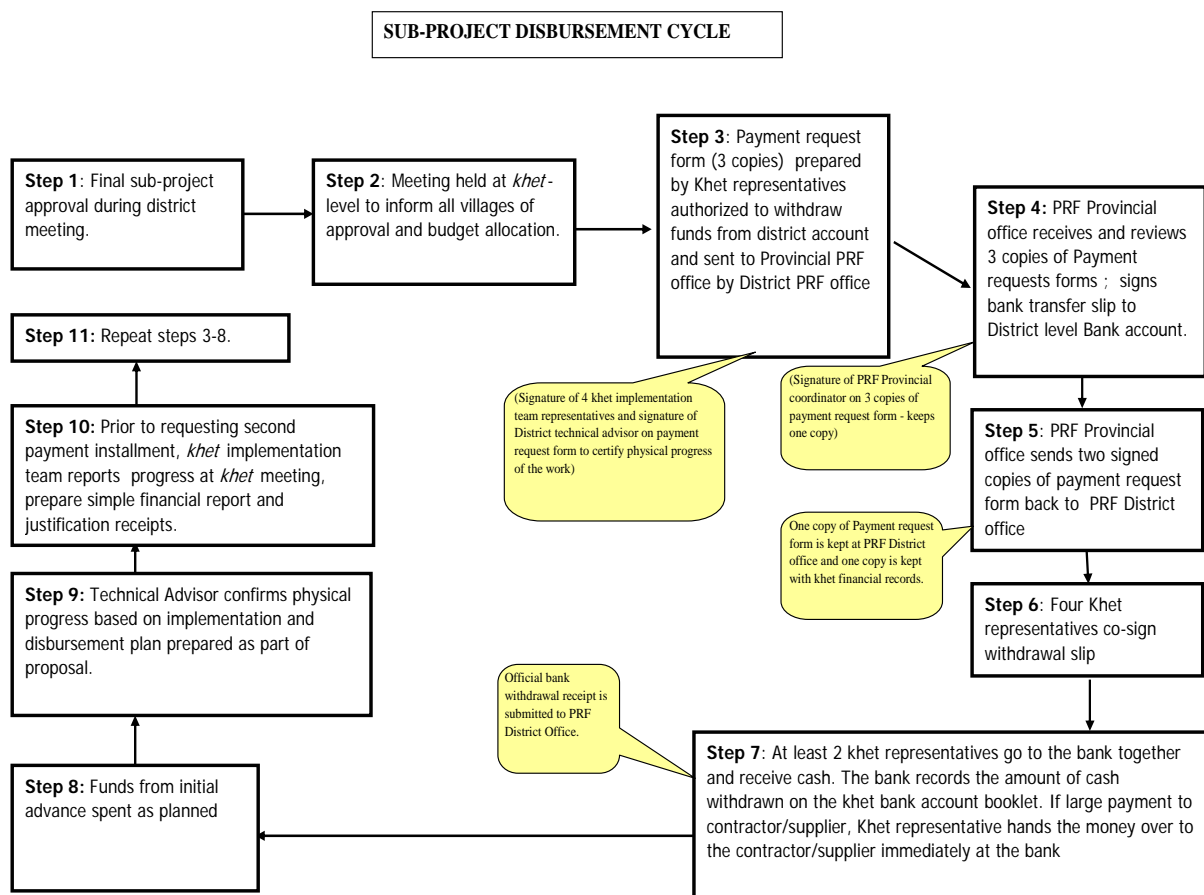 SUB-PROJECT DISBURSEMENT CYCLE
Step 1: Final sub-project
approval during district
meeting.
Step 2: Meeting held at khet-
level to inform all villages of
approval and budget allocation.
Step 3: Payment request
form (3 copies) prepared
by Khet representatives
authorized to withdraw
funds from district account
and sent to Provincial PRF
office by District PRF office
Step 4: PRF Provincial
office receives and reviews
3 copies of Payment
requests forms ; signs
bank transfer slip to
District level Bank account.
(Signature of 4 khet implementation
team representatives and signature of
District technical advisor on payment
request form to certify physical progress
of the work)
(Signature of PRF Provincial
coordinator on 3 copies of
payment request form - keeps
one copy)
Step 5: PRF Provincial
office sends two signed
copies of payment request
form back to PRF District
office
One copy of Payment request
form is kept at PRF District
office and one copy is kept
with khet financial records.
Step 6: Four Khet
representatives co-sign
withdrawal slip
Official bank
withdrawal receipt is
submitted to PRF
District Office.
Step 7: At least 2 khet representatives go to the bank together
and receive cash. The bank records the amount of cash
withdrawn on the khet bank account booklet. If large payment to
contractor/supplier, Khet representative hands the money over to
the contractor/supplier immediately at the bank
Step 8: Funds from initial
advance spent as planned
Step 9: Technical Advisor confirms physical
progress based on implementation and
disbursement plan prepared as part of
proposal.
Step 10: Prior to requesting second
payment installment, khet implementation
team reports progress at khet meeting,
prepare simple financial report and
justification receipts.
Step 11: Repeat steps 3-8.